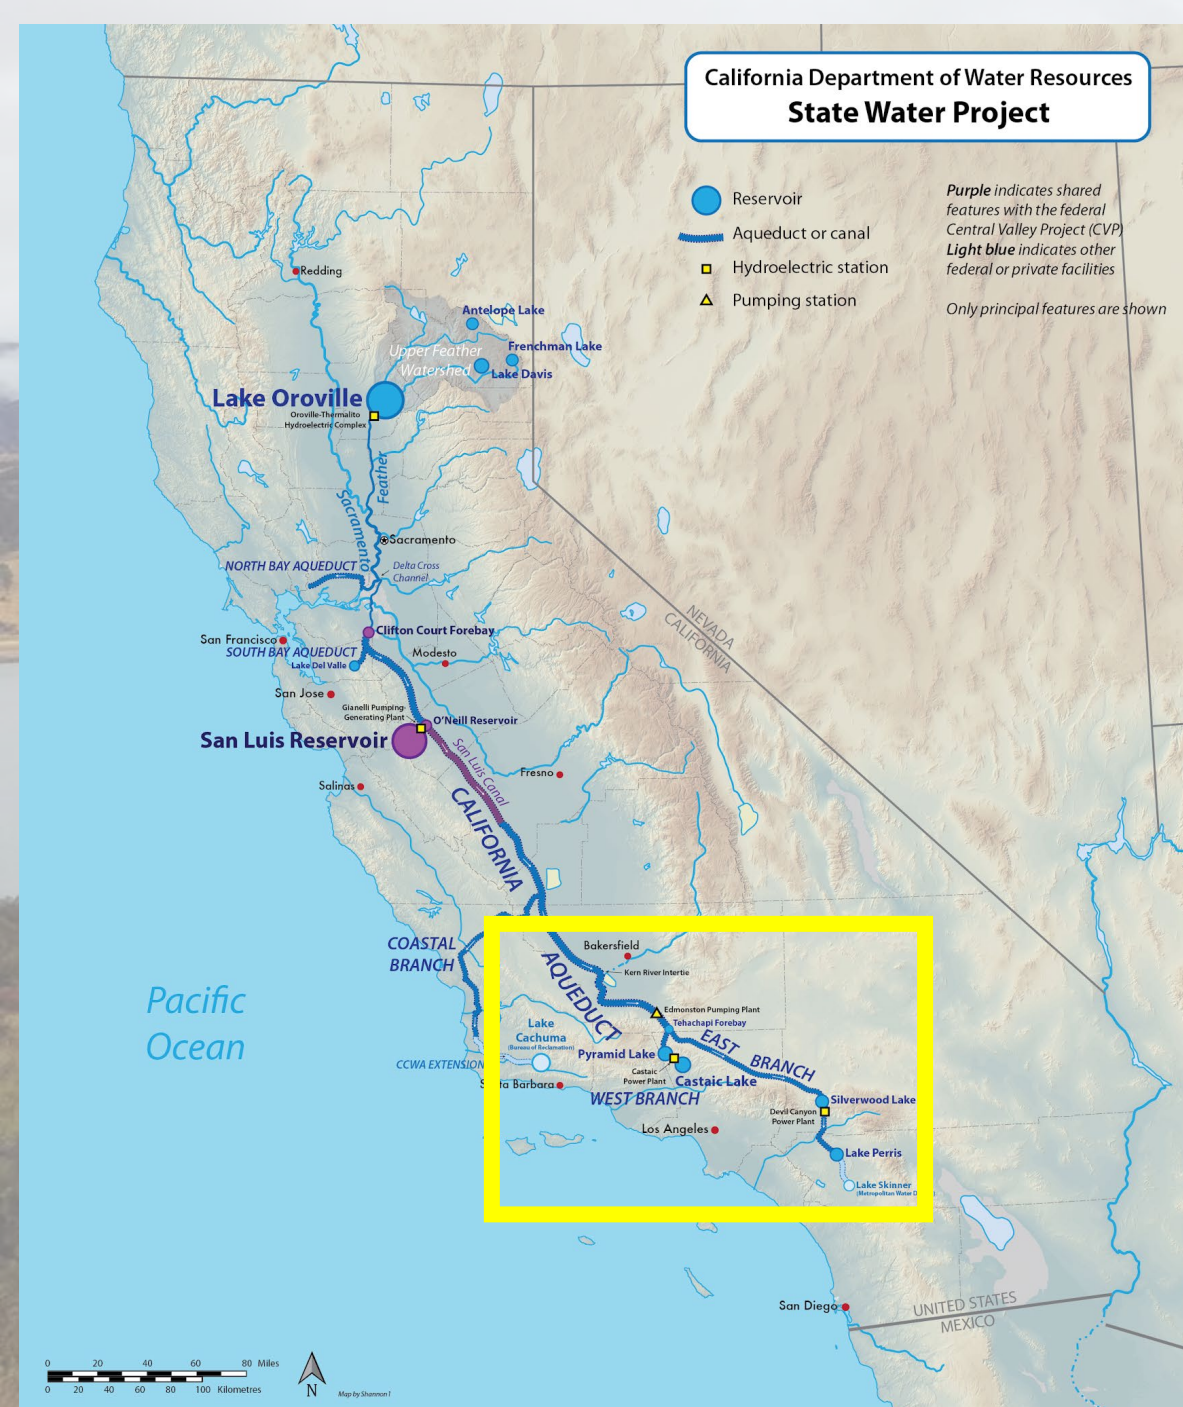 California Department of Water Resources
State Water Project
Reservoir
Aqueduct or canal
Hydroelectric station
Pumping station
Purple indicates shared
features with the federal
Central Valley Project (CVP)
Light blue indicates other
federal or private facilities
Only principal features are shown
Redding
Antelope Lake
Frenchman Lake
Upper Feather
Watershed
Lake Davis
Lake Oroville
Oroville-Thermalito
Hydroelectric Complex
Feather
Sacramento
Sacramento
NORTH BAY AQUEDUCT
Delta Cross
Channel
NEVADA
CALIFORNIA
Clifton Court Forebay
San Francisco
SOUTH BAY AQUEDUCT
Modesto
Lake Del Valle
San Jose
Gianelli Pumping-
Generating Plant
O'Neill Reservoir
San Luis Reservoir
San Luis Canal
Fresno
Salinas
CALIFORNIA
AQUEDUCT
COASTAL
BRANCH
Bakersfield
Kern River Intertie
Pacific
Ocean
Edmonston Pumping Plant
Tehachapi Forebay
Lake
Cachuma
(Bureau of Reclamation)
EAST BRANCH
Pyramid Lake
CCWA EXTENSION
Castaic
Power Plant
Castaic Lake
Barbara
WEST BRANCH
Silverwood Lake
Devil Canyon
Power Plant
Los Angeles
Lake Perris
Lake Skinner
(Metropolitan Water
San Diego
UNITED STATES
MEXICO
0 20 40 60 80 Miles
0 20 40 60 80 100 Kilometres
N
Map by Shannon1